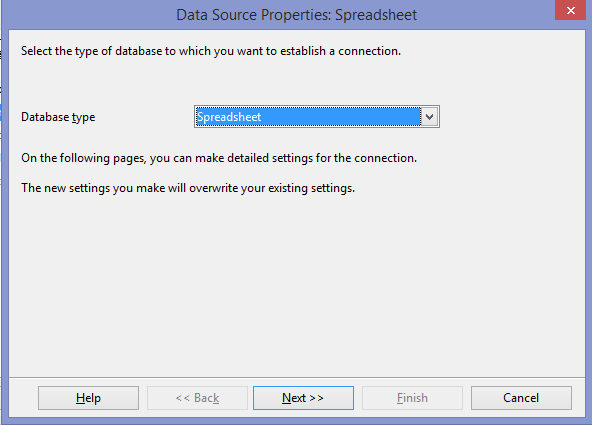 Data Source Properties: Spreadsheet
Select the type of database to which you want to establish a connection.
Database type
Spreadsheet
On the following pages, you can make detailed settings for the connection.
The new settings you make will overwrite your existing settings.
Help
<< Back
Next >>
Finish
Cancel